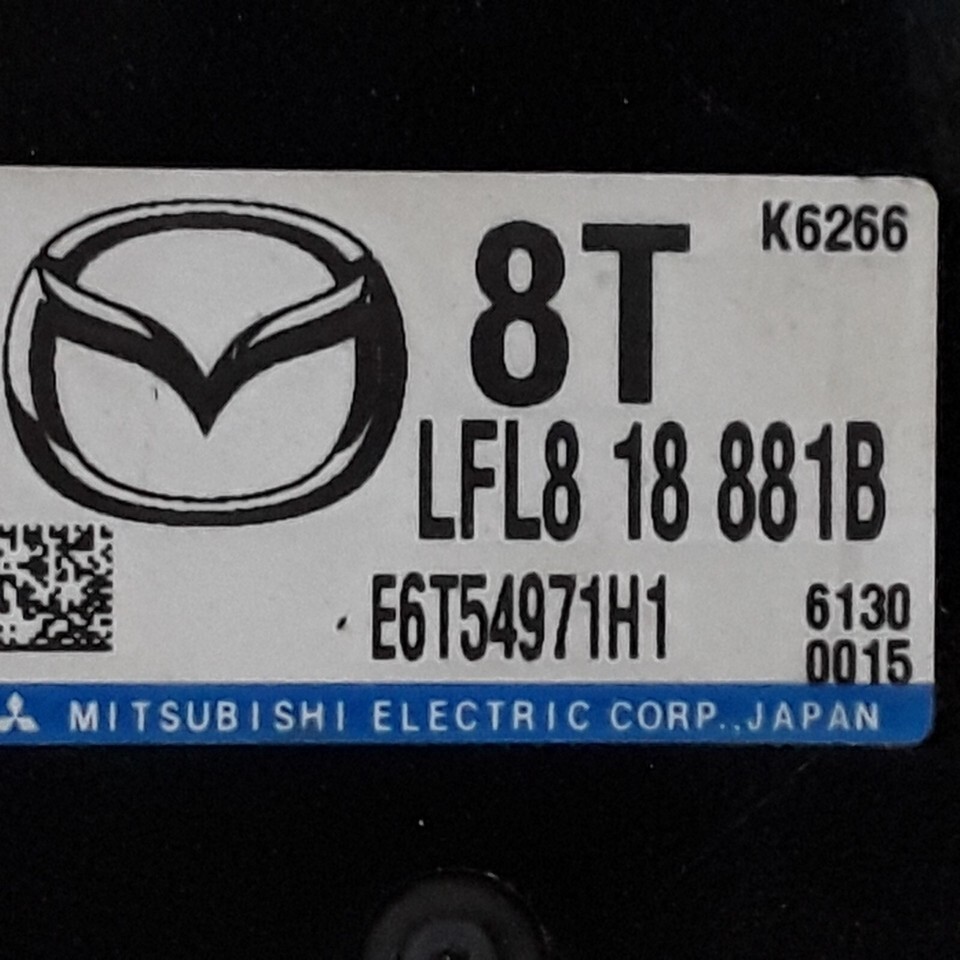 8T
K6266
LFL8 18 881B
E6T54971H1
6130
0015
MITSUBISHI ELECTRIC CORP.,JAPAN